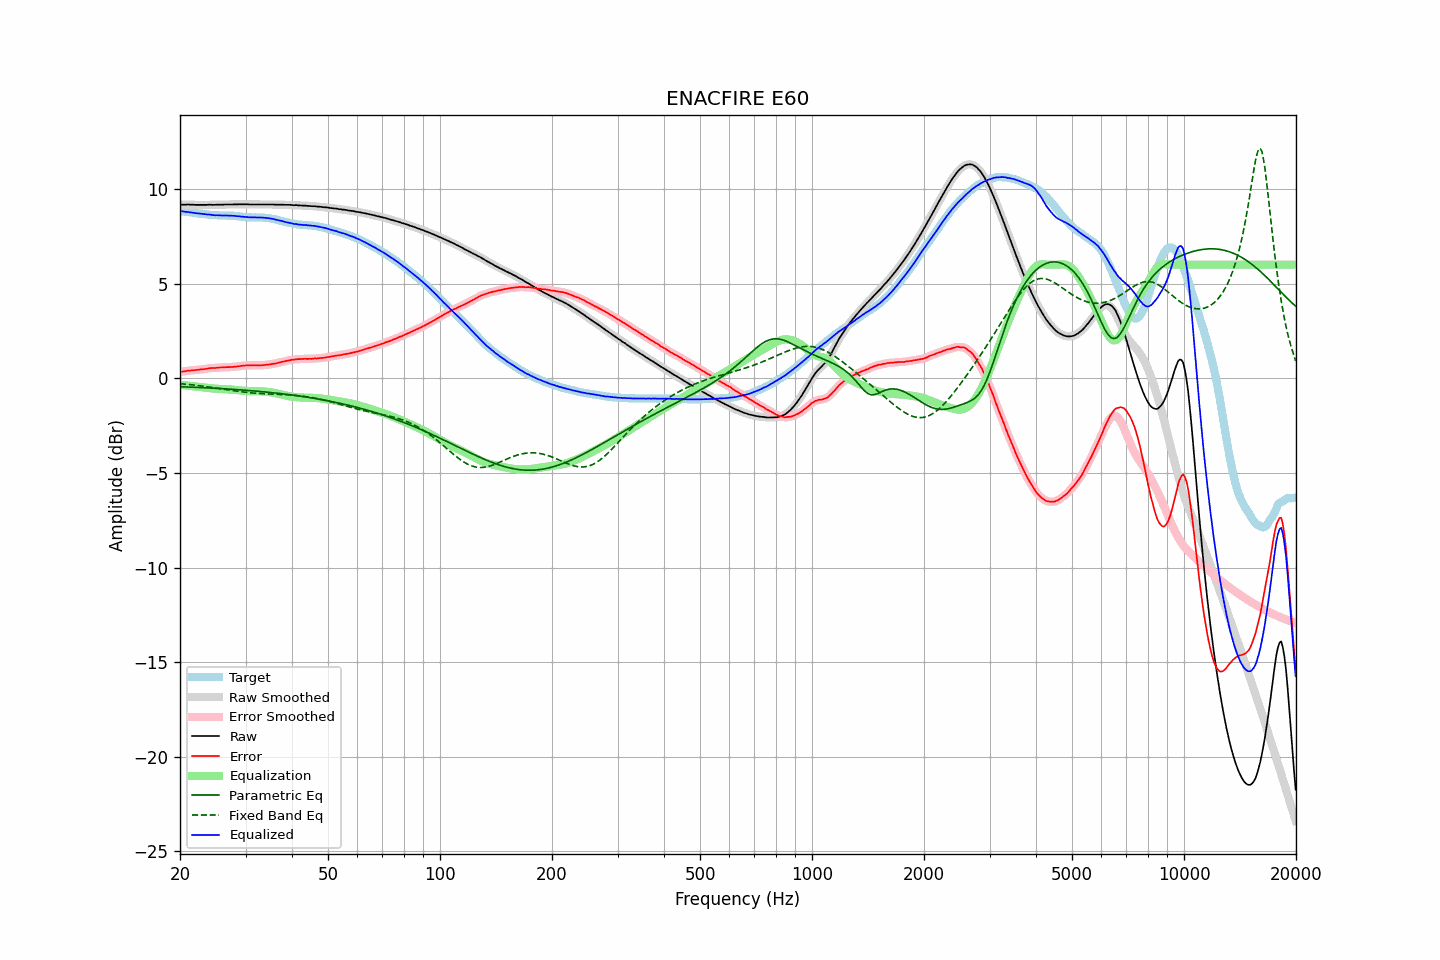 ENACFIRE E60
Amplitude (dBr)
10
5
0
−5
−10
−15
−20
−25
Target
Raw Smoothed
Error Smoothed
Raw
Error
Equalization
Parametric Eq
Fixed Band Eq
Equalized
20 50 100 200 500 1000 2000 5000 10000 20000
Frequency (Hz)